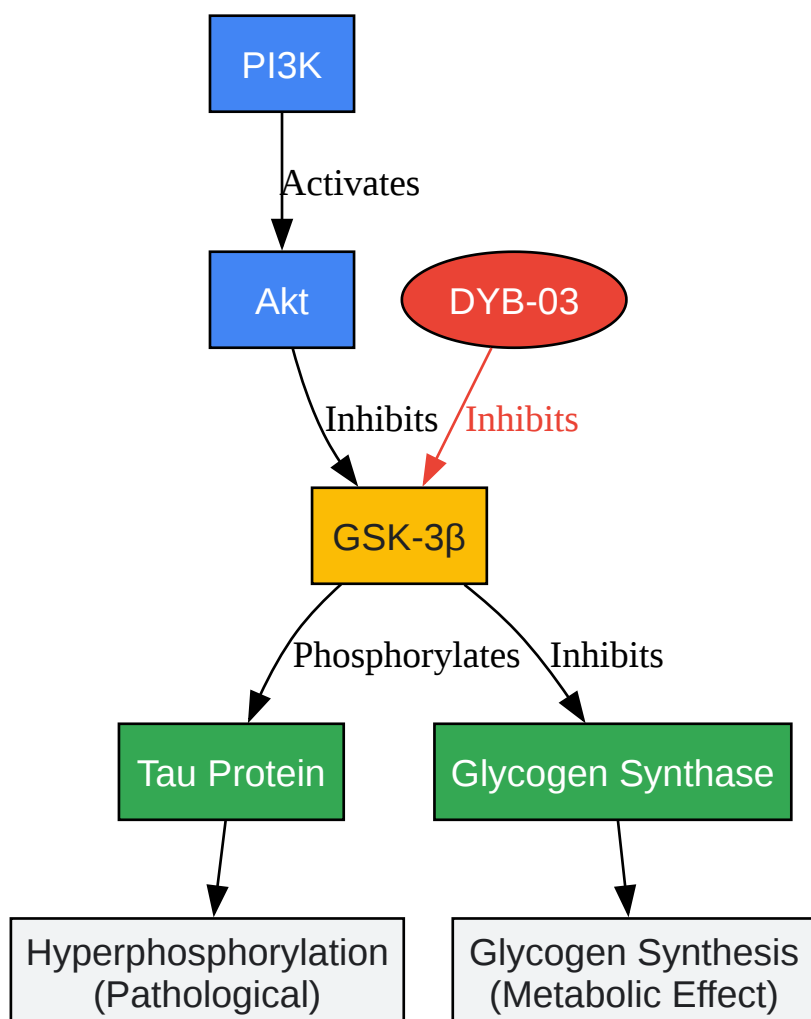 PI3K
Activates
Akt
DYB-03
Inhibits
Inhibits
GSK-3β
Phosphorylates
Inhibits
Tau Protein
Glycogen Synthase
Hyperphosphorylation
(Pathological)
Glycogen Synthesis
(Metabolic Effect)